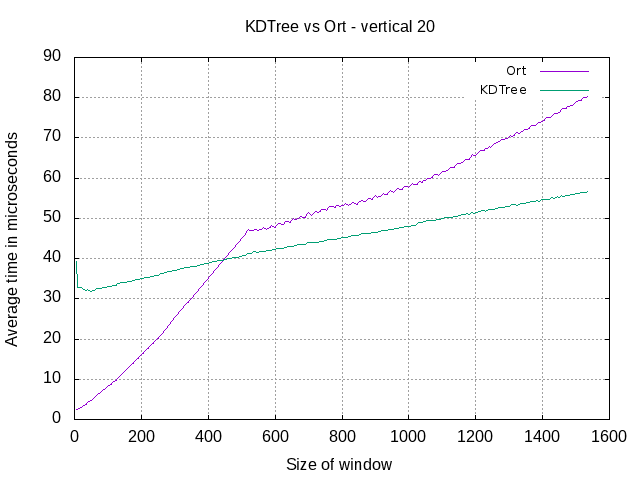 KDTree vs Ort - vertical 20
Ort
KDTree
90
80
70
60
50
40
30
20
10
0
Average time in microseconds
0 200 400 600 800 1000 1200 1400 1600
Size of window